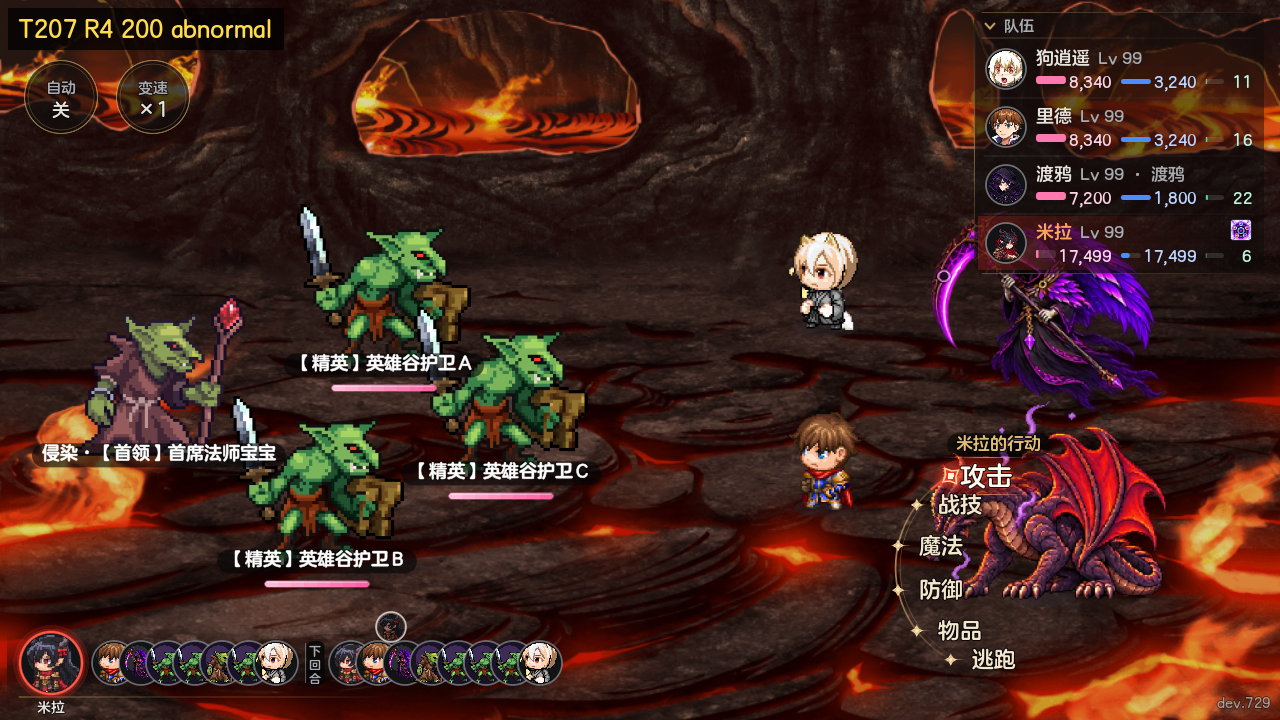 T207 R4 200 abnormal
自动
关
变速
×1
队伍
狗逍遥 Lv 99
8,340 3,240 11
里德 Lv 99
8,340 3,240 16
渡鸦 Lv 99 · 渡鸦
7,200 1,800 22
米拉 Lv 99
17,499 17,499 6
【精英】英雄谷护卫A
侵染·【首领】首席法师宝宝
【精英】英雄谷护卫C
【精英】英雄谷护卫B
米拉的行动
攻击
战技
魔法
防御
物品
逃跑
下回合
米拉
dev.729